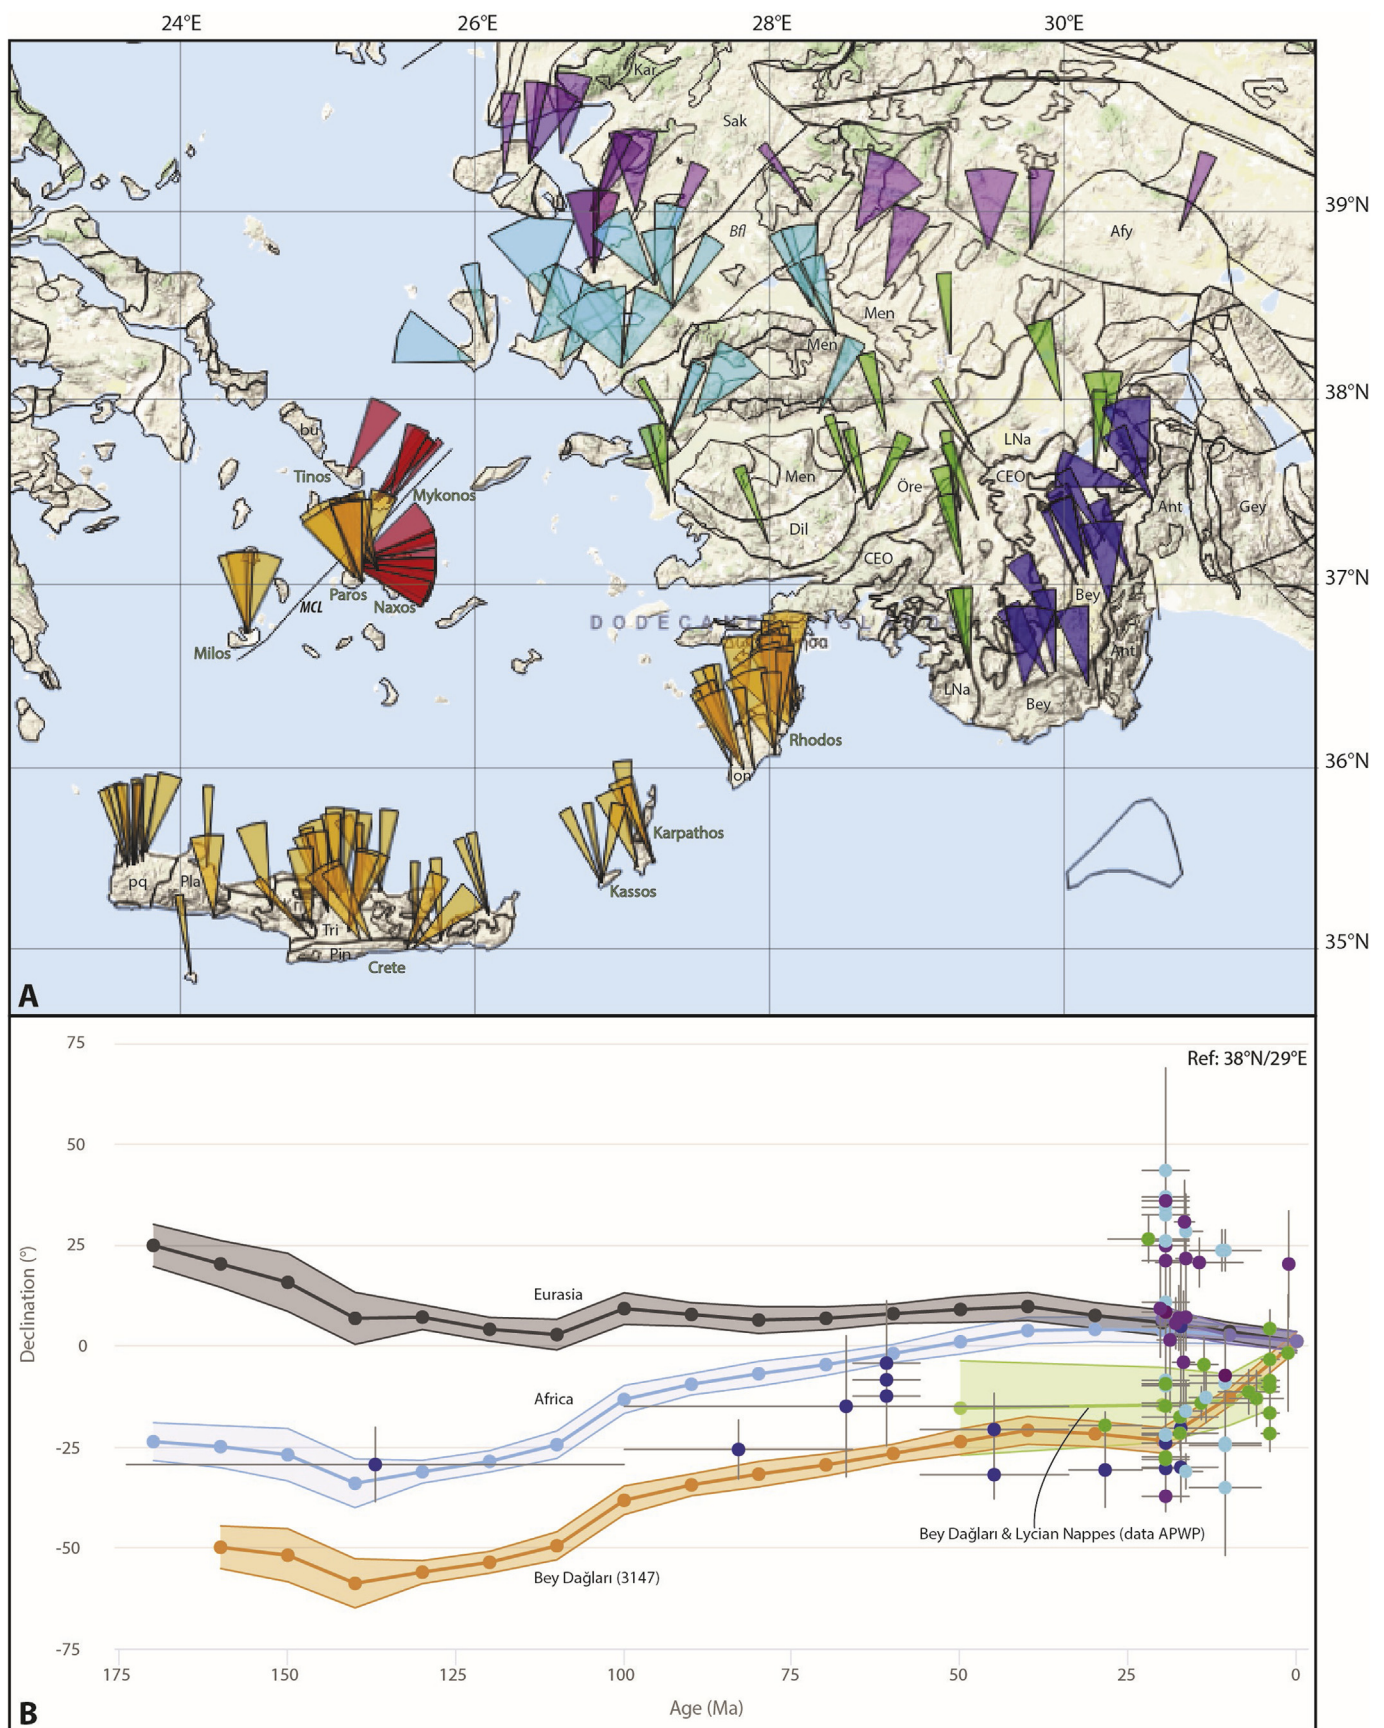 24°E 26°E 28°E 30°E
Kar
Sak
39°N
Bfl
Afy
Men
Men
38°N
bu
LNa
Tinos
Mykonos
Men
CEO
Öre
Ant
Gey
Dil
CEO
37°N
Paros
Naxos
MCL
Bey
Milos
Ant
LNa
Bey
Rhodos
36°N
Ion
Karpathos
pq
Pla
Kassos
Tri
Pin
35°N
Crete
A
75
Ref: 38°N/29°E
50
25
Eurasia
Declination (°)
0
Africa
-25
Bey Dağları & Lycian Nappes (data APWP)
-50
Bey Dağları (3147)
-75
175 150 125 100 75 50 25 0
Age (Ma)
B